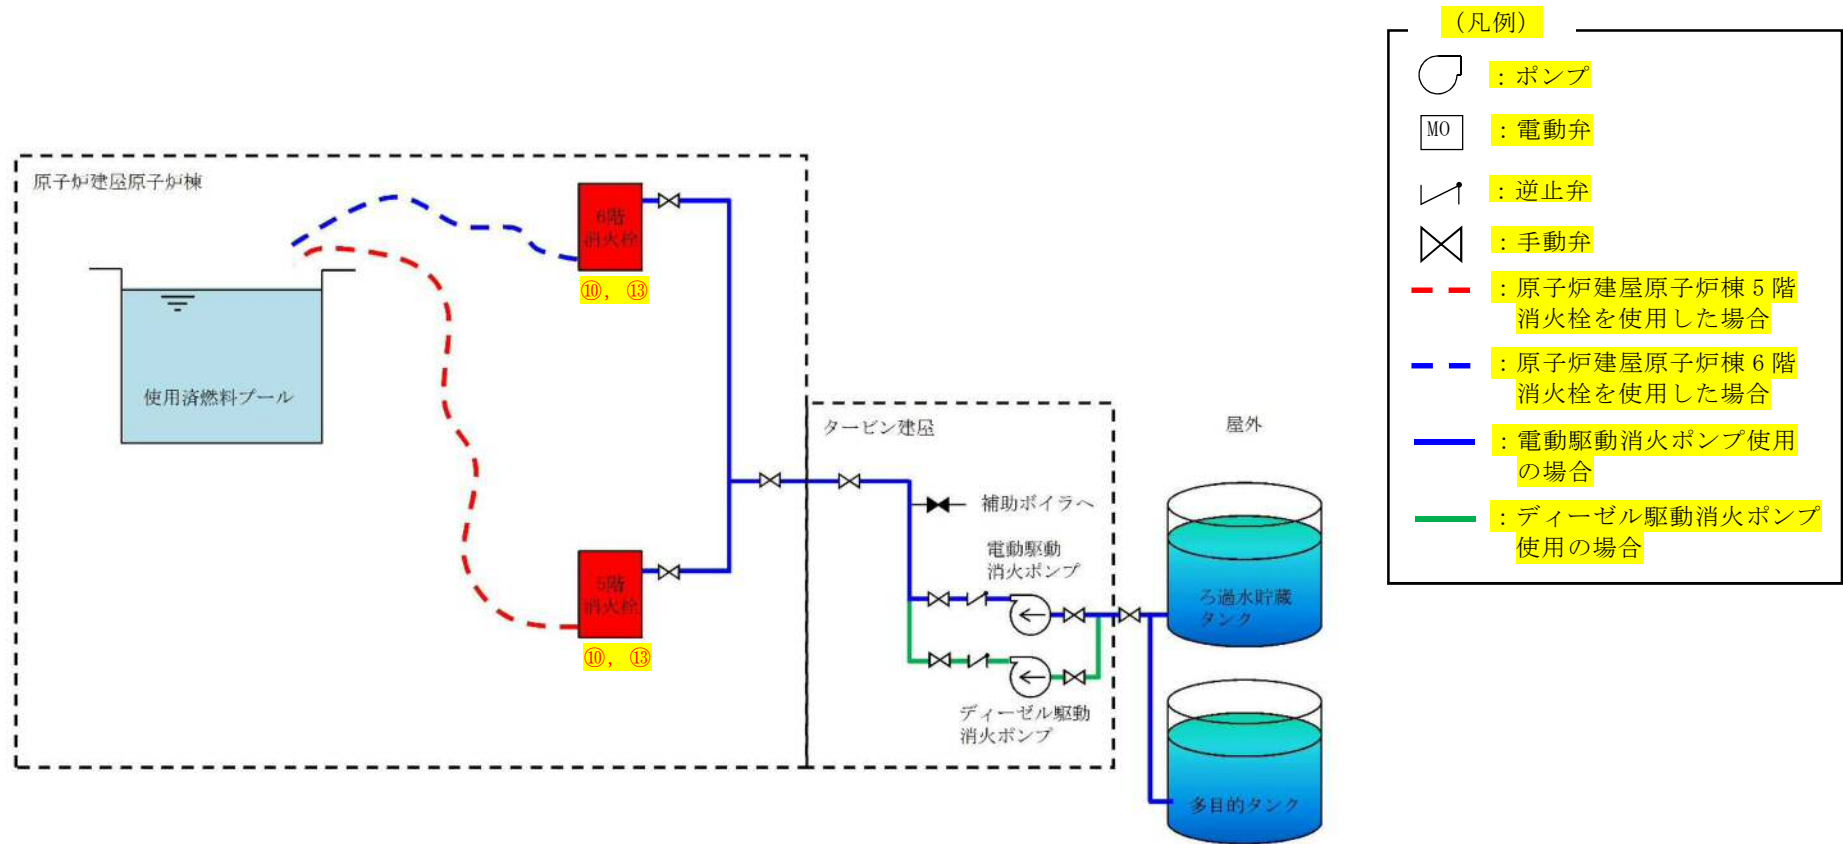 （凡例）
：ポンプ
MO
：電動弁
：逆止弁
：手動弁
：原子炉建屋原子炉棟５階
消火栓を使用した場合
：原子炉建屋原子炉棟６階
消火栓を使用した場合
：電動駆動消火ポンプ使用
の場合
：ディーゼル駆動消火ポンプ
使用の場合
原子炉建屋原子炉棟
6階
消火栓
⑩，⑬
使用済燃料プール
5階
消火栓
⑩，⑬
タービン建屋
補助ボイラへ
電動駆動
消火ポンプ
ディーゼル駆動
消火ポンプ
屋外
ろ過水貯蔵
タンク
多目的タンク